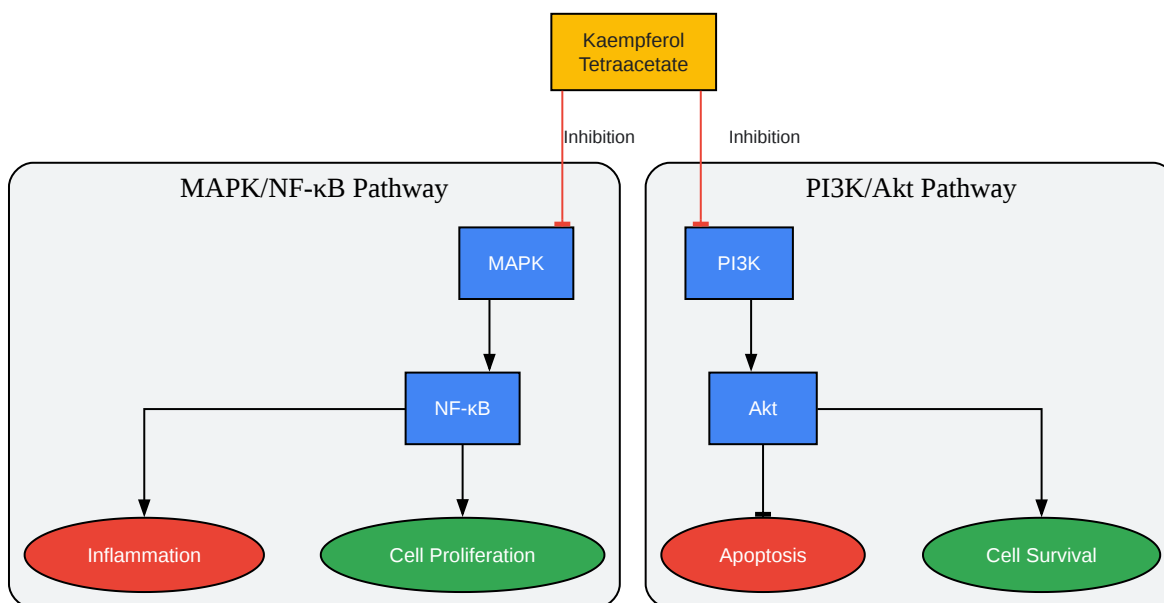 Kaempferol
Tetraacetate
Inhibition
Inhibition
MAPK/NF-κB Pathway
PI3K/Akt Pathway
MAPK
PI3K
NF-κB
Akt
Inflammation
Cell Proliferation
Apoptosis
Cell Survival